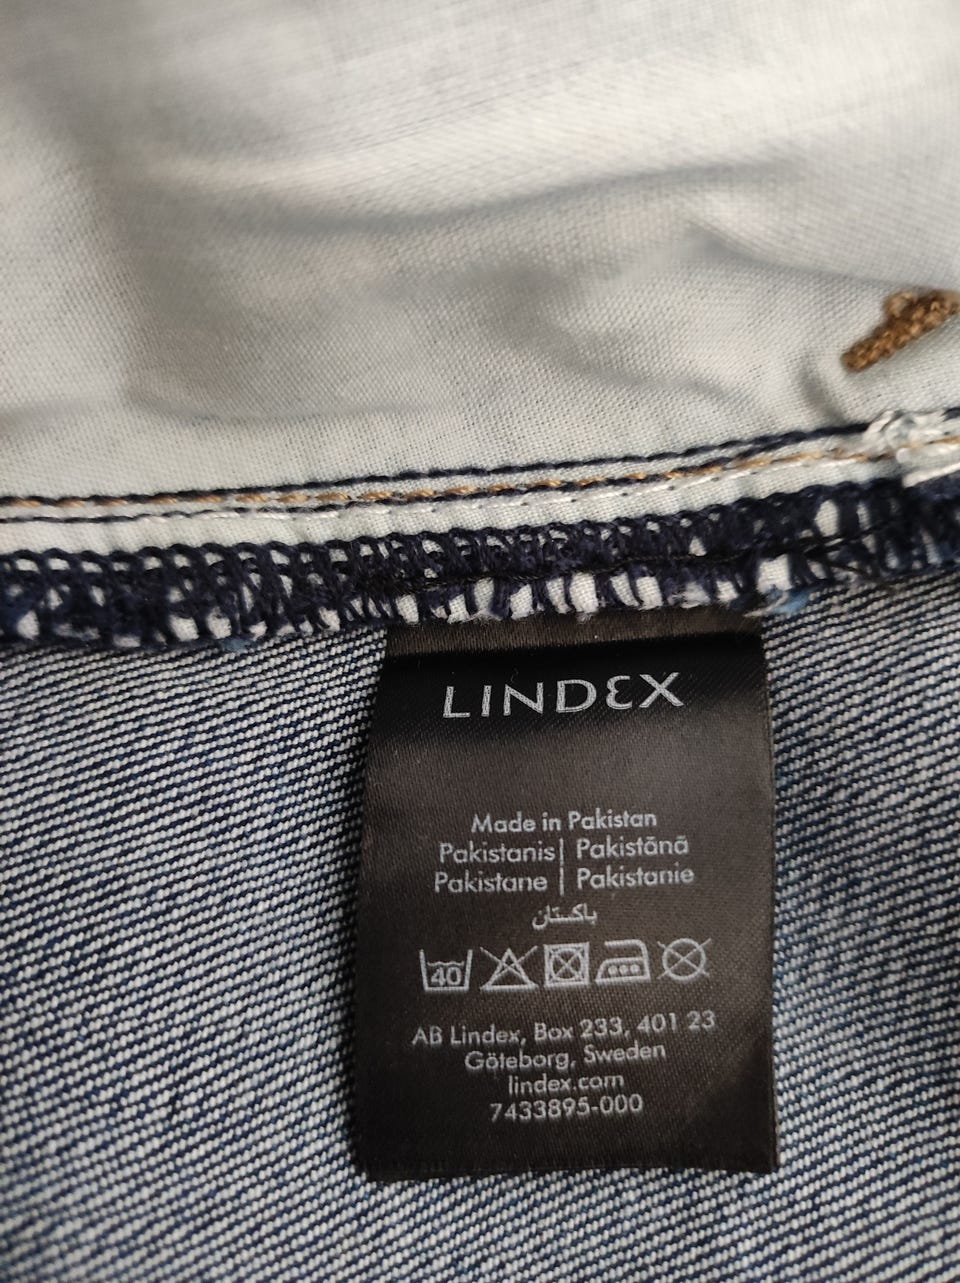 LINDEX
Made in Pakistan
Pakistanis | Pakistānā
Pakistane | Pakistanie
باكستان
40
AB Lindex, Box 233, 401 23
Göteborg, Sweden
lindex.com
7433895-000